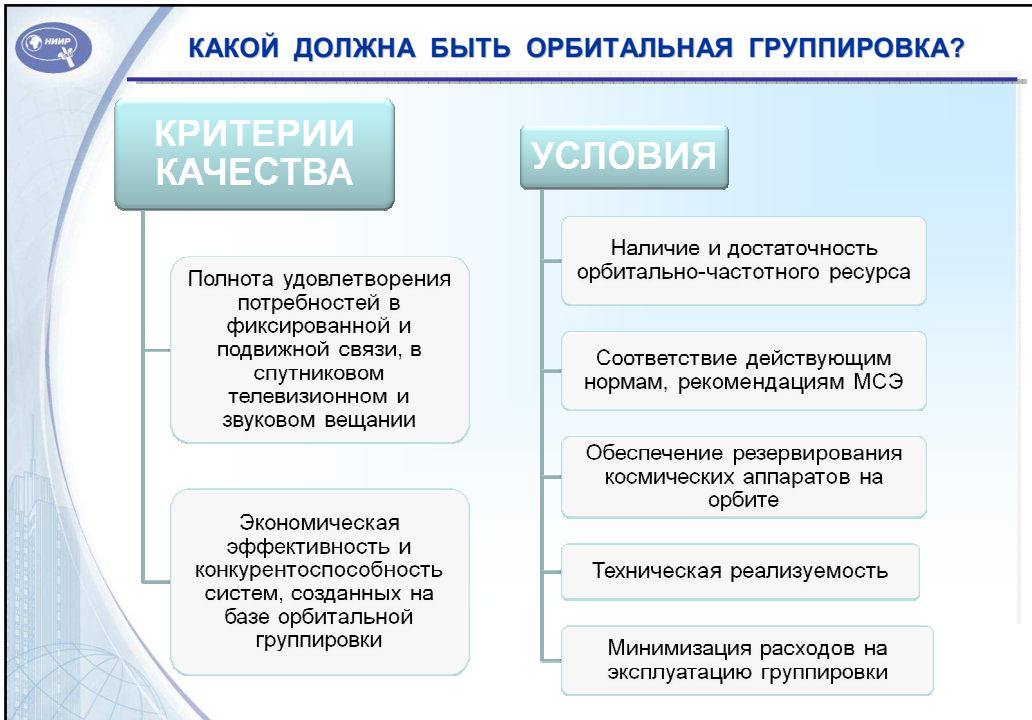 НИИР
КАКОЙ ДОЛЖНА БЫТЬ ОРБИТАЛЬНАЯ ГРУППИРОВКА?
КРИТЕРИИ
КАЧЕСТВА
Полнота удовлетворения
потребностей в
фиксированной и
подвижной связи, в
спутниковом
телевизионном и
звуковом вещании
Экономическая
эффективность и
конкурентоспособность
систем, созданных на
базе орбитальной
группировки
УСЛОВИЯ
Наличие и достаточность
орбитально-частотного ресурса
Соответствие действующим
нормам, рекомендациям МСЭ
Обеспечение резервирования
космических аппаратов на
орбите
Техническая реализуемость
Минимизация расходов на
эксплуатацию группировки